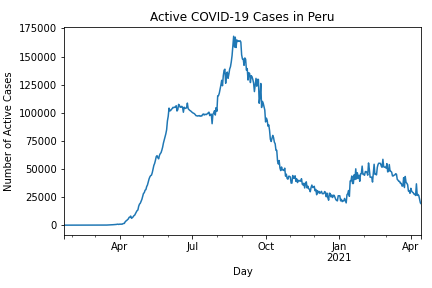 Active COVID-19 Cases in Peru
Number of Active Cases
175000
150000
125000
100000
75000
50000
25000
0
Apr
Jul
Oct
Jan
2021
Apr
Day